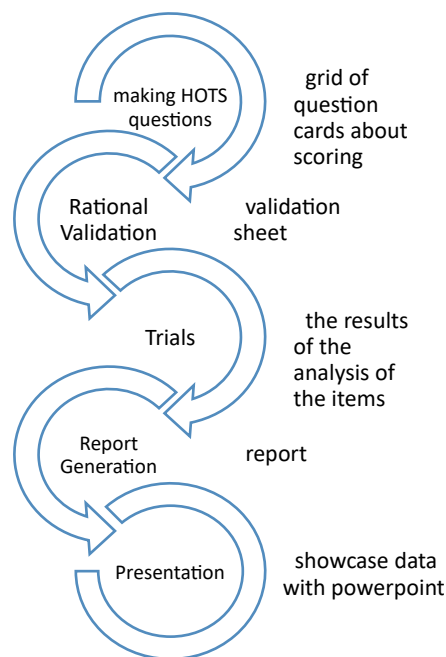 making HOTS
questions
grid of
question
cards about
scoring
Rational
Validation
validation
sheet
Trials
the results
of the
analysis of
the items
Report
Generation
report
Presentation
showcase data
with powerpoint